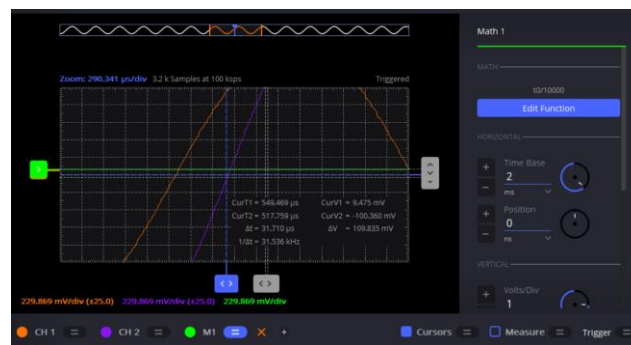 Math 1
Zoom: 290.341 µs/div 3.2 k Samples at 100 ksps Triggered
MATH
t0/10000
Edit Function
HORIZONTAL
+ Time Base
2
−
ms
+ Position
0
−
ns
CurT1 = 549.469 µs CurV1 = 9.475 mV
CurT2 = 517.759 µs CurV2 = -100.360 mV
Δt = 31.710 µs ΔV = 109.835 mV
1/Δt = 31.536 kHz
VERTICAL
+ Volts/Div
1
229.869 mV/div (±25.0) 229.869 mV/div (±25.0) 229.869 mV/div
CH 1 CH 2 M1 + Cursors Measure Trigger